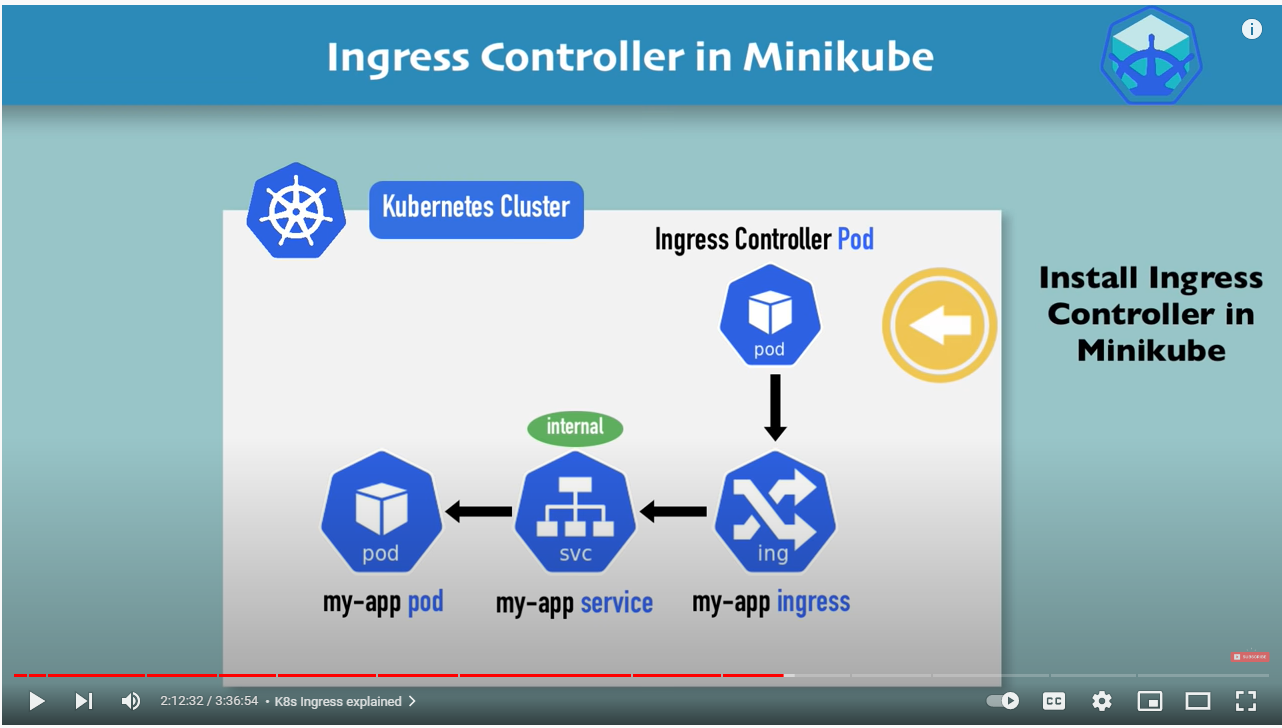 Ingress Controller in Minikube
Kubernetes Cluster
Ingress Controller Pod
pod
Install Ingress
Controller in
Minikube
internal
pod
svc
ing
my-app pod
my-app service
my-app ingress
SUBSCRIBE
2:12:32 / 3:36:54 • K8s Ingress explained
CC